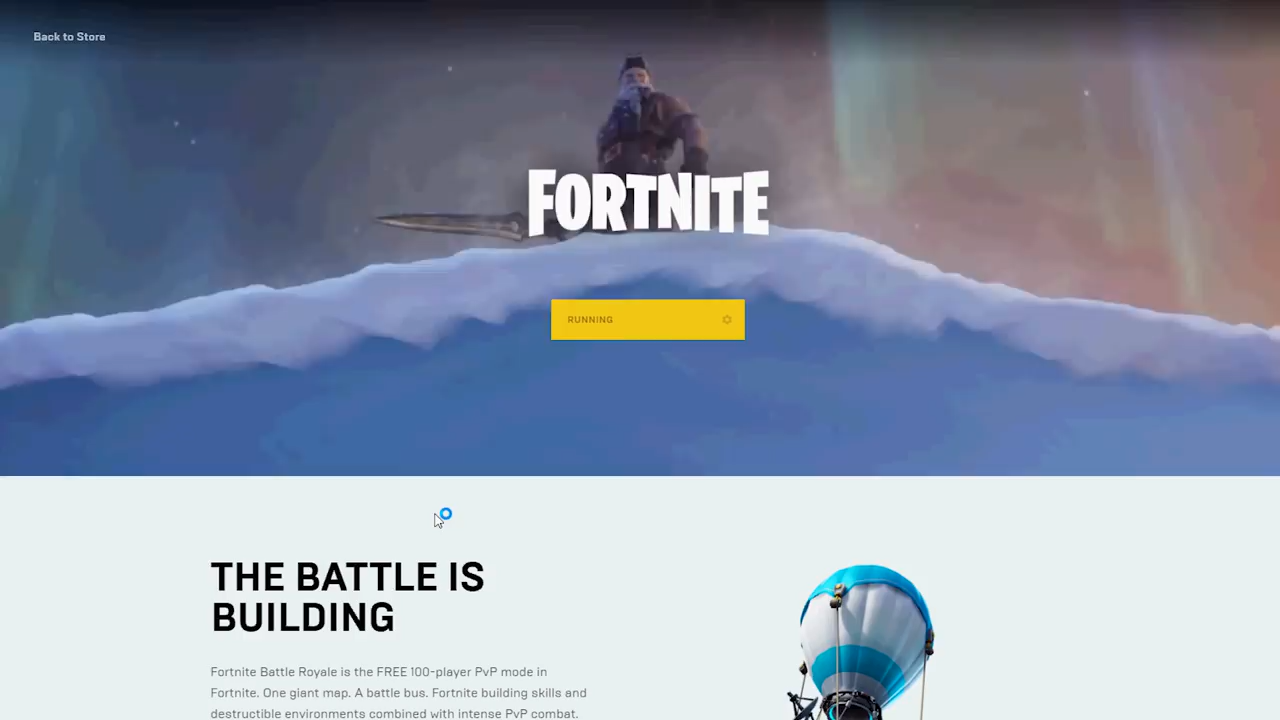 Back to Store
FORTNITE
RUNNING
THE BATTLE IS
BUILDING
Fortnite Battle Royale is the FREE 100-player PvP mode in
Fortnite. One giant map. A battle bus. Fortnite building skills and
destructible environments combined with intense PvP combat.